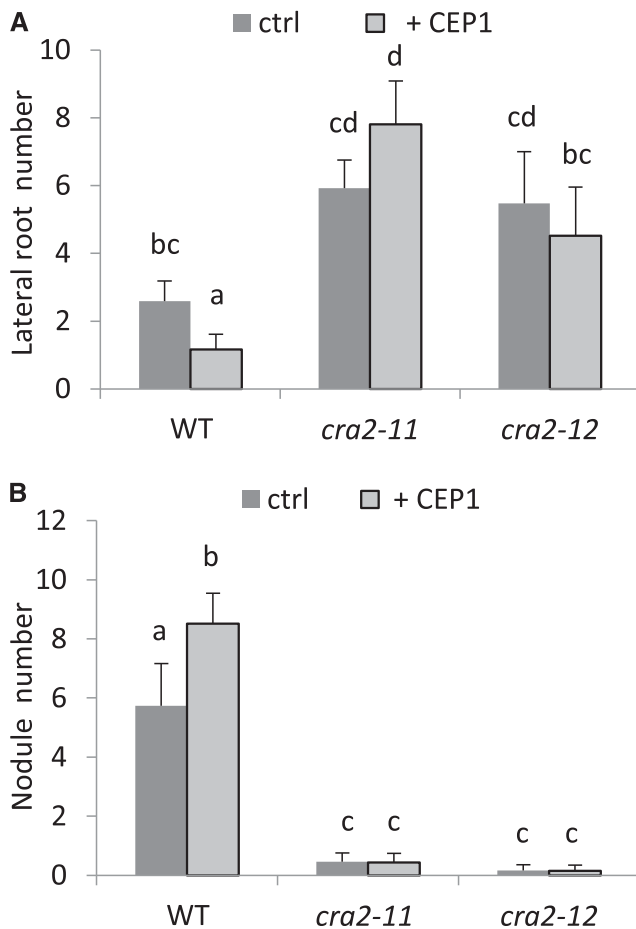 A
ctrl + CEP1
10
8
6
4
2
0
Lateral root number
bc
a
cd
d
cd
bc
WT cra2-11 cra2-12
B
ctrl + CEP1
12
10
8
6
4
2
0
Nodule number
a
b
c c
c c
WT cra2-11 cra2-12